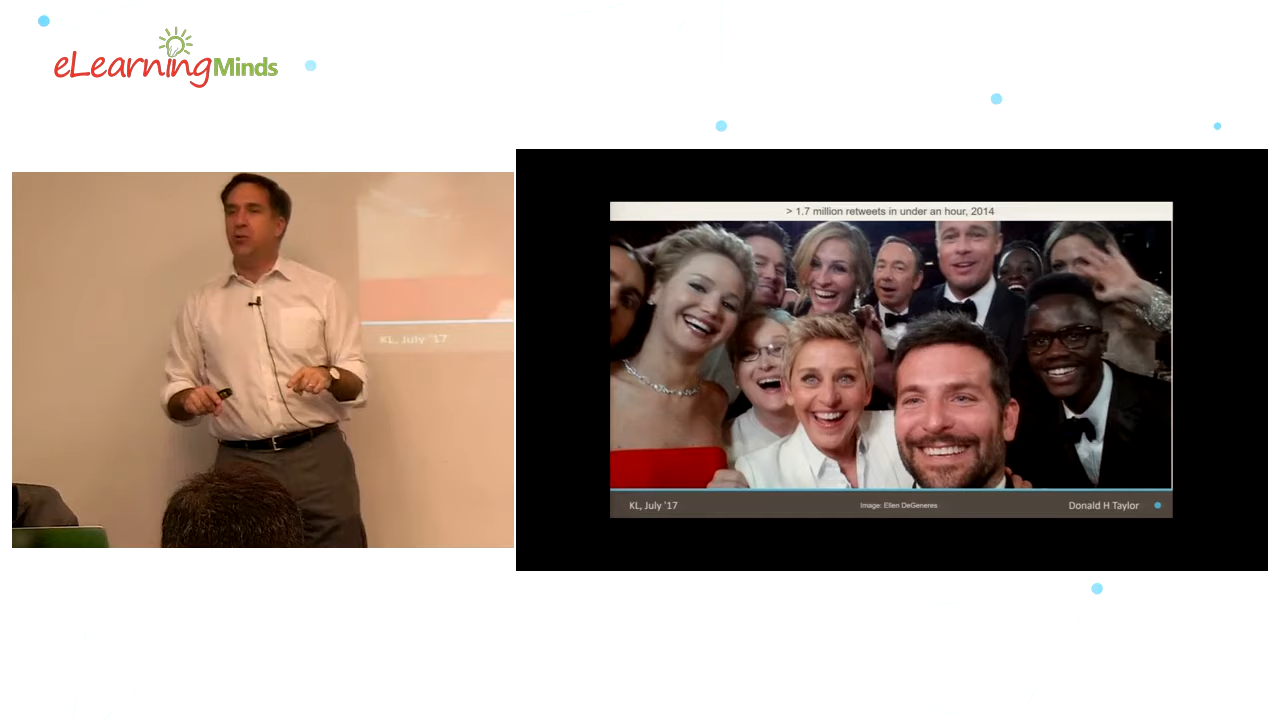 eLearningMinds
KL, July '17
> 1.7 million retweets in under an hour, 2014
KL, July '17
Image: Ellen DeGeneres
Donald H Taylor